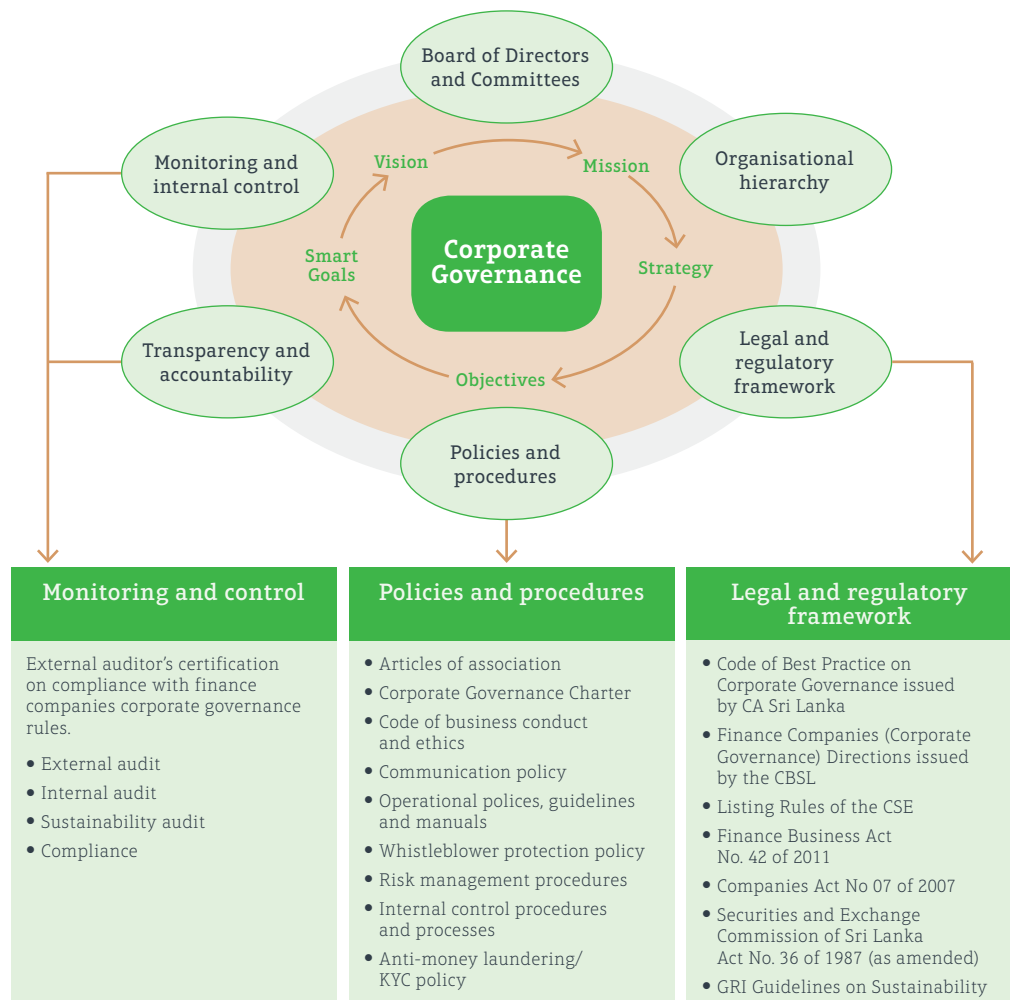 Board of Directors
and Committees
Monitoring and
internal control
Vision
Mission
Organisational
hierarchy
Corporate
Governance
Smart
Goals
Strategy
Transparency and
accountability
Objectives
Legal and
regulatory
framework
Policies and
procedures
Monitoring and control
External auditor's certification
on compliance with finance
companies corporate governance
rules.
• External audit
• Internal audit
• Sustainability audit
• Compliance
Policies and procedures
• Articles of association
• Corporate Governance Charter
• Code of business conduct
and ethics
• Communication policy
• Operational polices, guidelines
and manuals
• Whistleblower protection policy
• Risk management procedures
• Internal control procedures
and processes
• Anti-money laundering/
KYC policy
Legal and regulatory
framework
• Code of Best Practice on
Corporate Governance issued
by CA Sri Lanka
• Finance Companies (Corporate
Governance) Directions issued
by the CBSL
• Listing Rules of the CSE
• Finance Business Act
No. 42 of 2011
• Companies Act No 07 of 2007
• Securities and Exchange
Commission of Sri Lanka
Act No. 36 of 1987 (as amended)
• GRI Guidelines on Sustainability